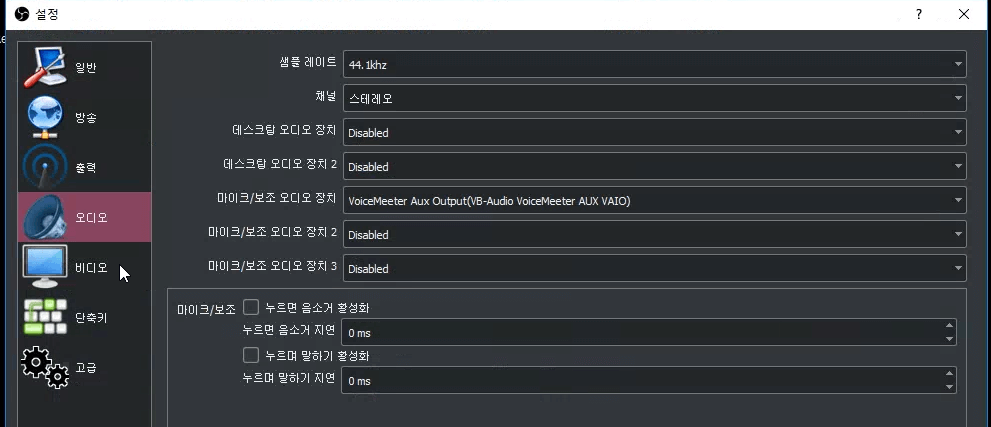 설정
?
일반
방송
출력
오디오
비디오
단축키
고급
샘플 레이트 44.1khz
채널 스테레오
데스크탑 오디오 장치 Disabled
데스크탑 오디오 장치 2 Disabled
마이크/보조 오디오 장치 VoiceMeeter Aux Output(VB-Audio VoiceMeeter AUX VAIO)
마이크/보조 오디오 장치 2 Disabled
마이크/보조 오디오 장치 3 Disabled
마이크/보조 누르면 음소거 활성화
누르면 음소거 지연 0 ms
누르며 말하기 활성화
누르며 말하기 지연 0 ms